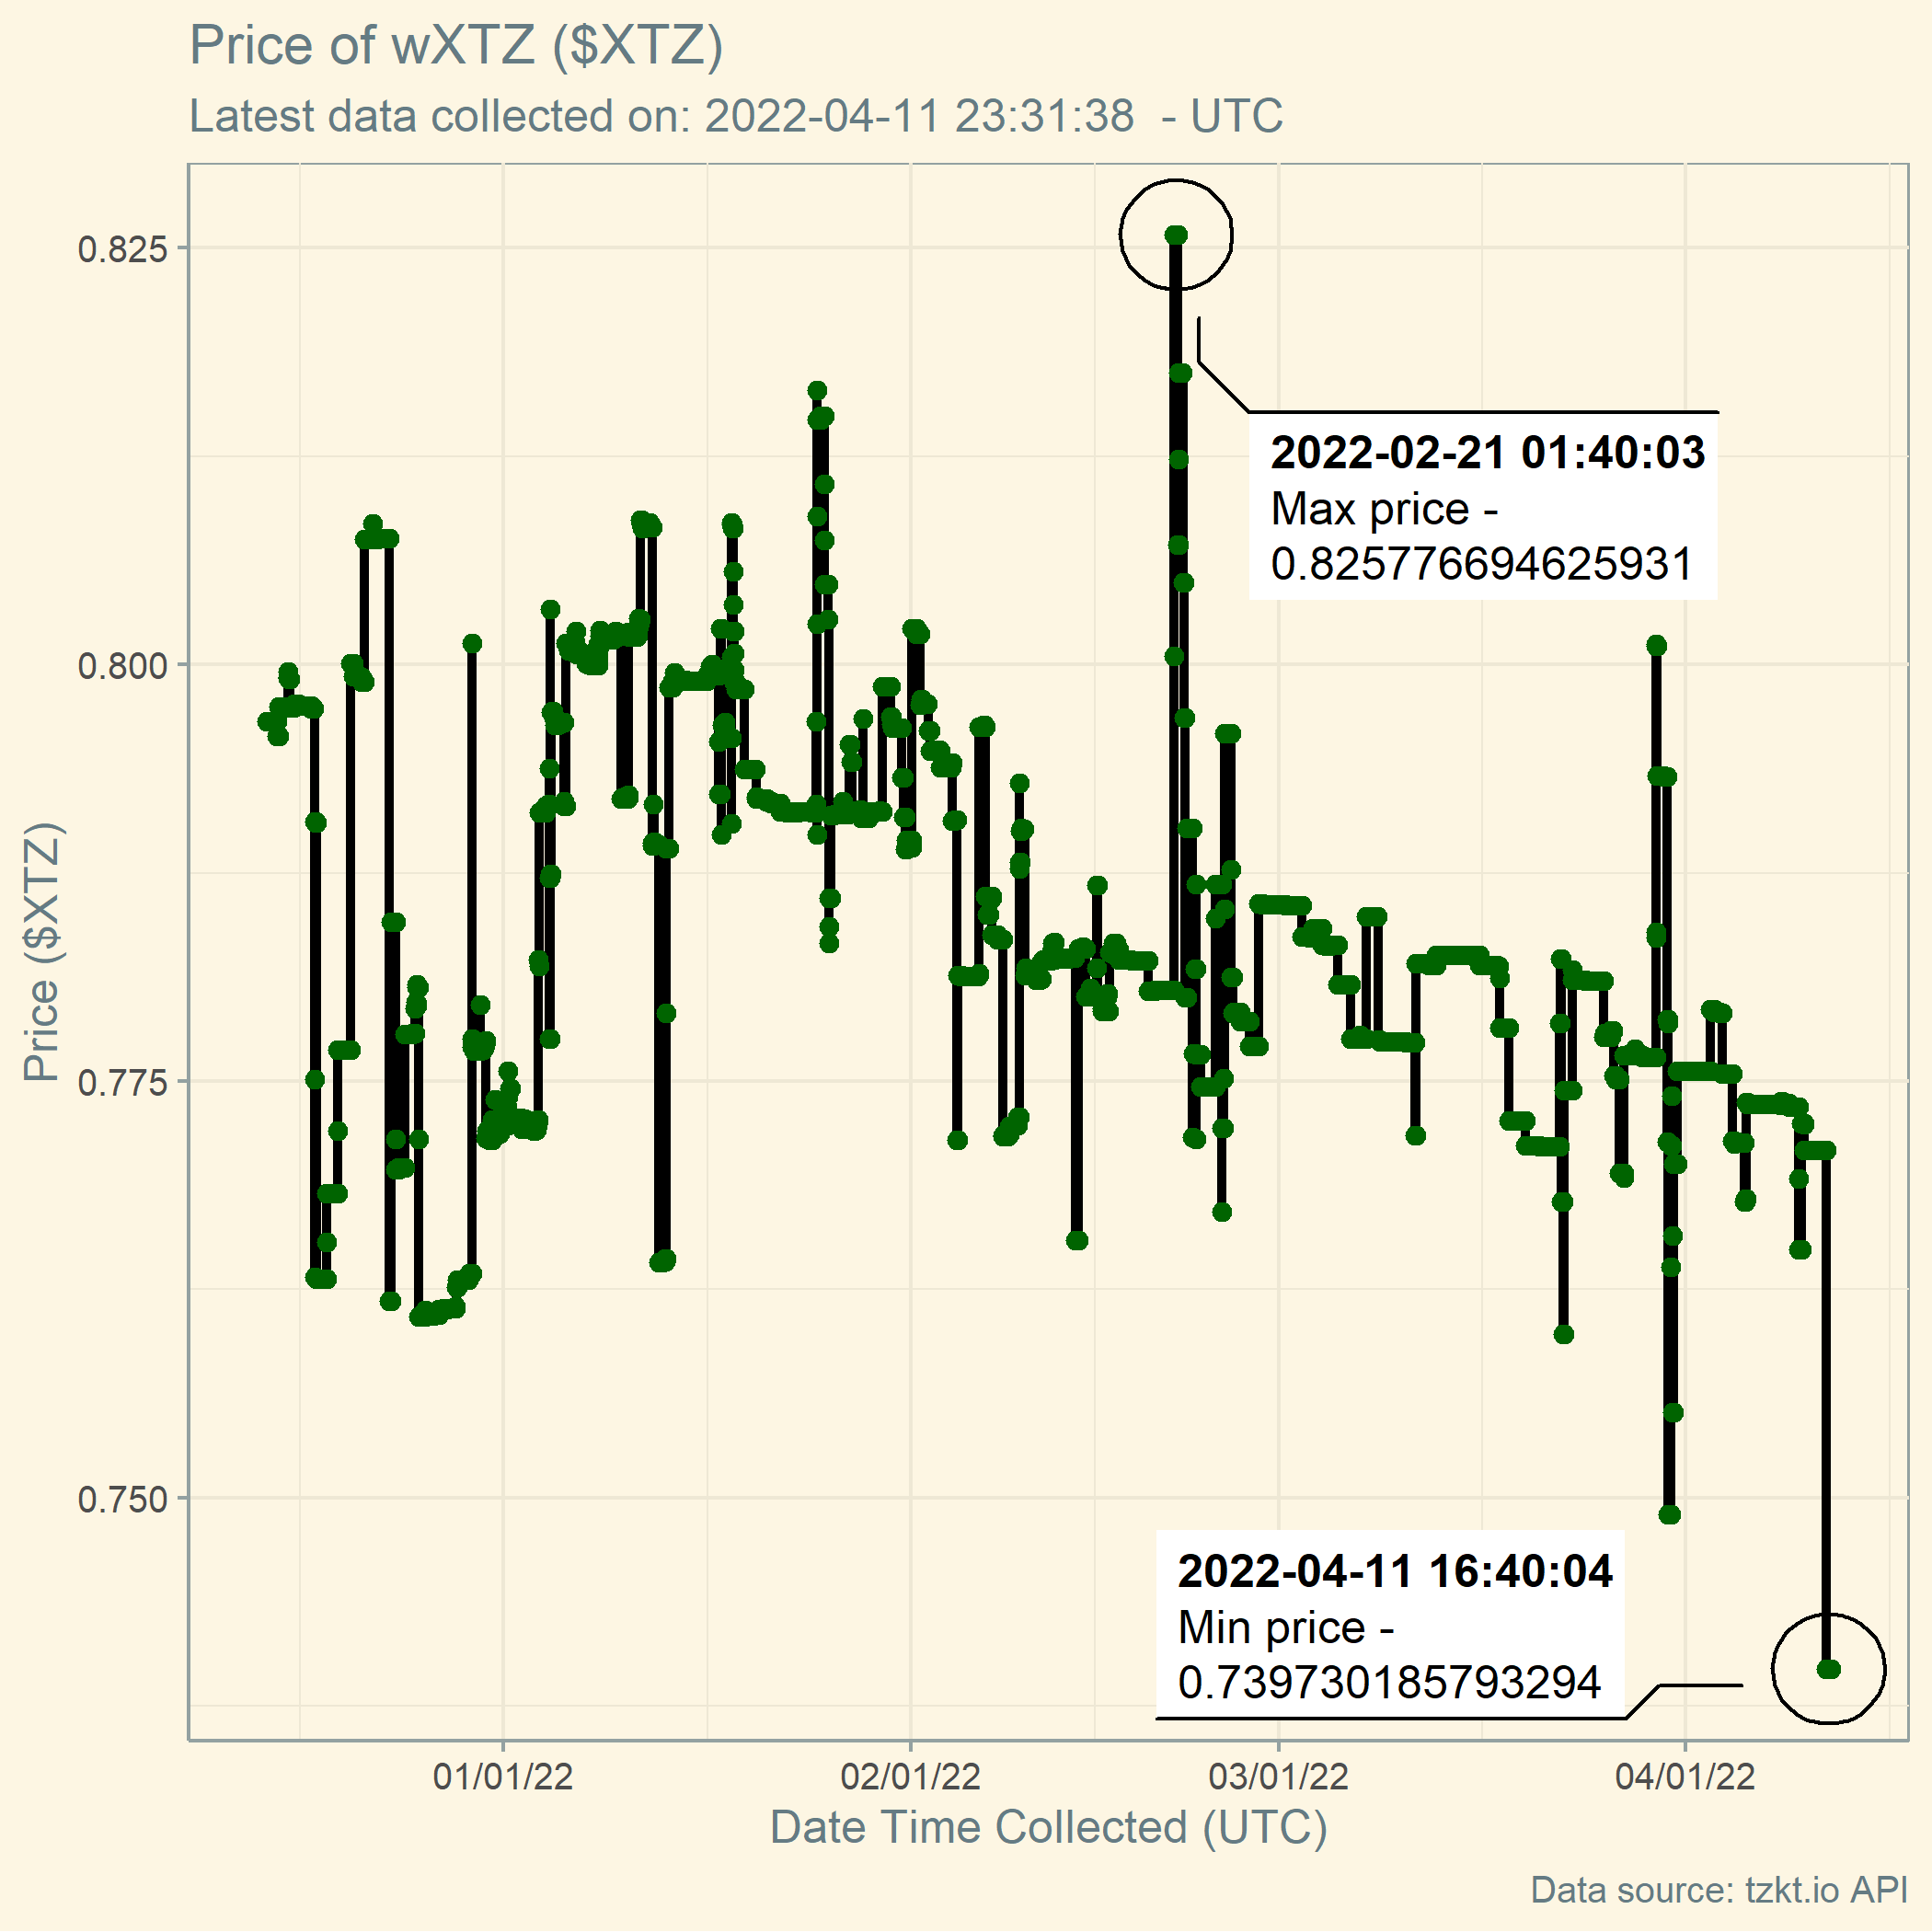 Price of wXTZ ($XTZ)
Latest data collected on: 2022-04-11 23:31:38  - UTC
0.825
0.800
0.775
0.750
Price ($XTZ)
2022-02-21 01:40:03
Max price -
0.825776694625931
2022-04-11 16:40:04
Min price -
0.739730185793294
01/01/22
02/01/22
03/01/22
04/01/22
Date Time Collected (UTC)
Data source: tzkt.io API